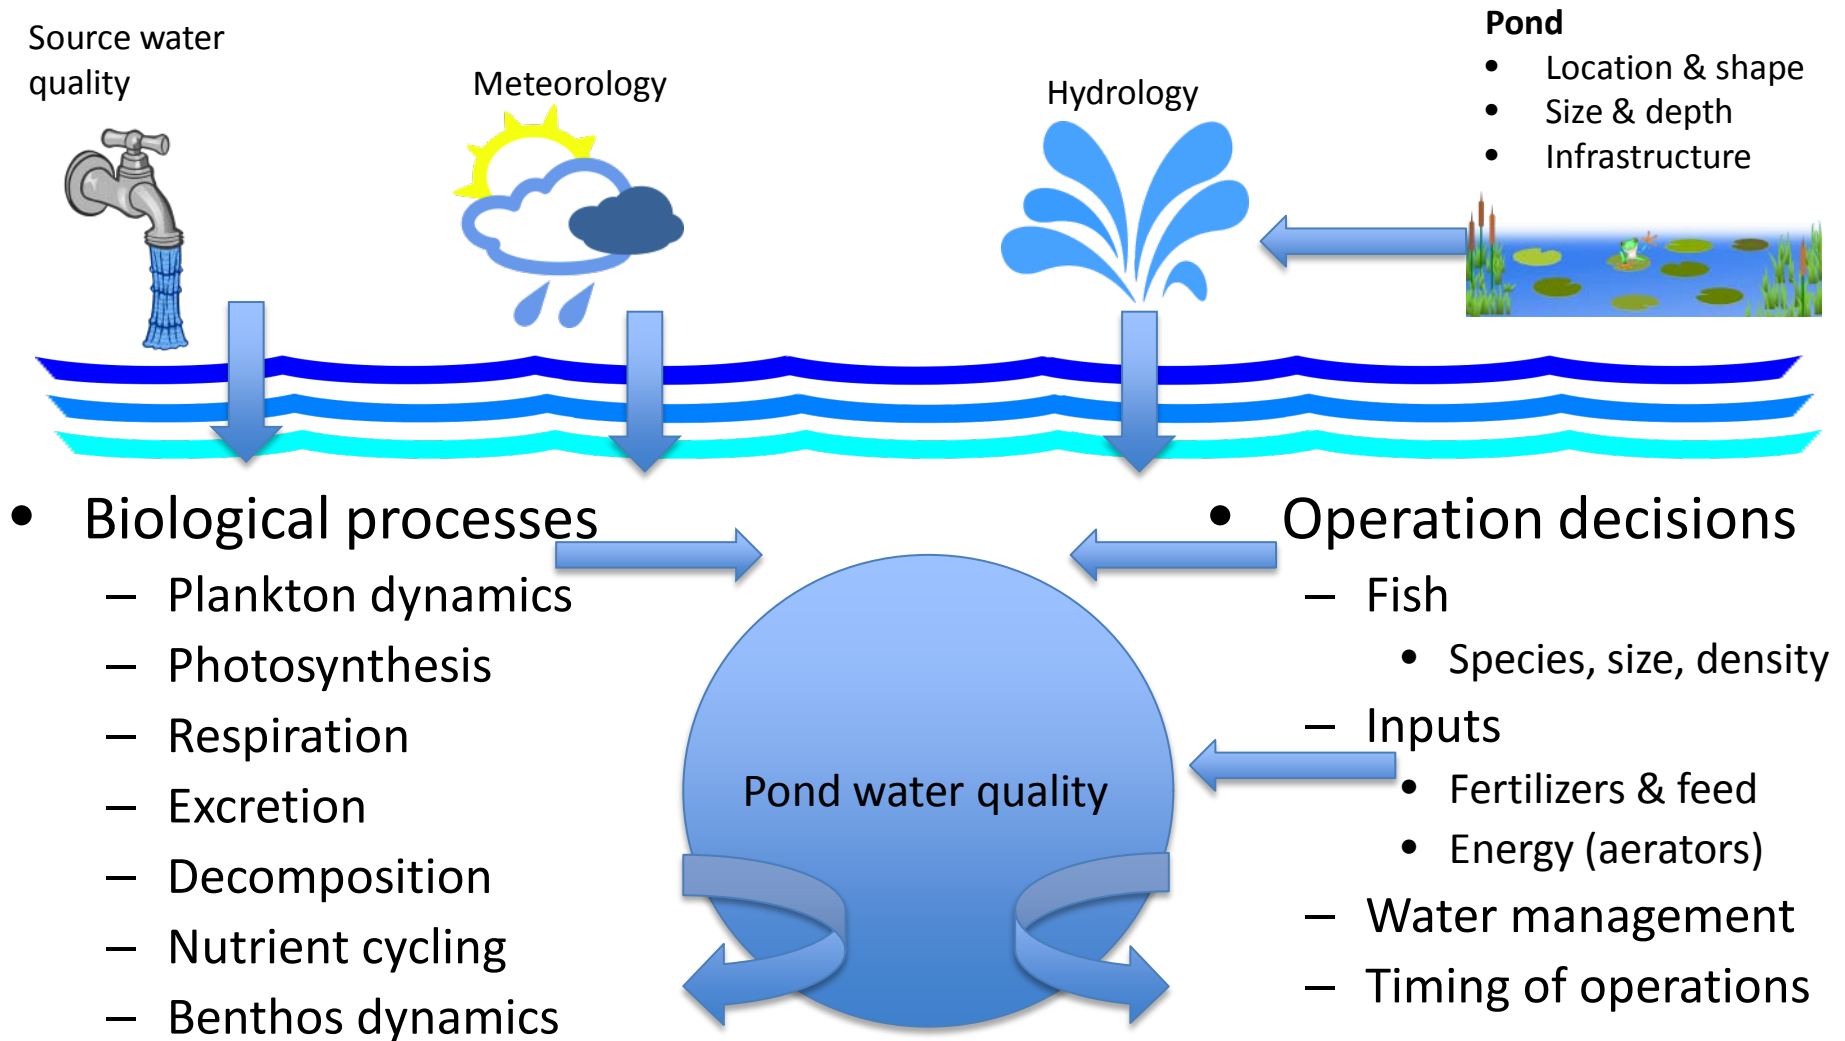 Source water
quality
Meteorology
Hydrology
Pond
• Location & shape
• Size & depth
• Infrastructure
• Biological processes
– Plankton dynamics
– Photosynthesis
– Respiration
– Excretion
– Decomposition
– Nutrient cycling
– Benthos dynamics
Pond water quality
• Operation decisions
– Fish
• Species, size, density
– Inputs
• Fertilizers & feed
• Energy (aerators)
– Water management
– Timing of operations